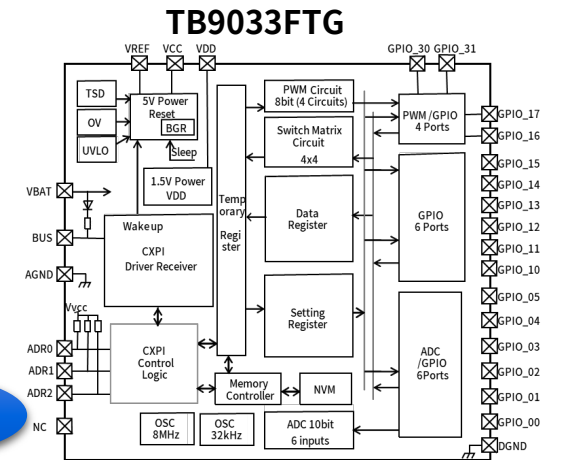 TB9033FTG
VREF VCC VDD GPIO_30 GPIO_31
TSD
OV
UVLO
5V Power
Reset
BGR
Sleep
1.5V Power
VDD
PWM Circuit
8bit (4 Circuits)
Switch Matrix
Circuit
4x4
PWM /GPIO
4 Ports
GPIO_17
GPIO_16
GPIO_15
GPIO_14
GPIO_13
GPIO_12
GPIO_11
GPIO_10
GPIO
6 Ports
VBAT
BUS
AGND
Wake up
CXPI
Driver Receiver
Temp
orary
Regi
ster
Data
Register
Setting
Register
Vvcc
ADR0
ADR1
ADR2
NC
CXPI
Control
Logic
Memory
Controller
NVM
OSC
8MHz
OSC
32kHz
ADC 10bit
6 inputs
ADC
/GPIO
6Ports
GPIO_05
GPIO_04
GPIO_03
GPIO_02
GPIO_01
GPIO_00
DGND